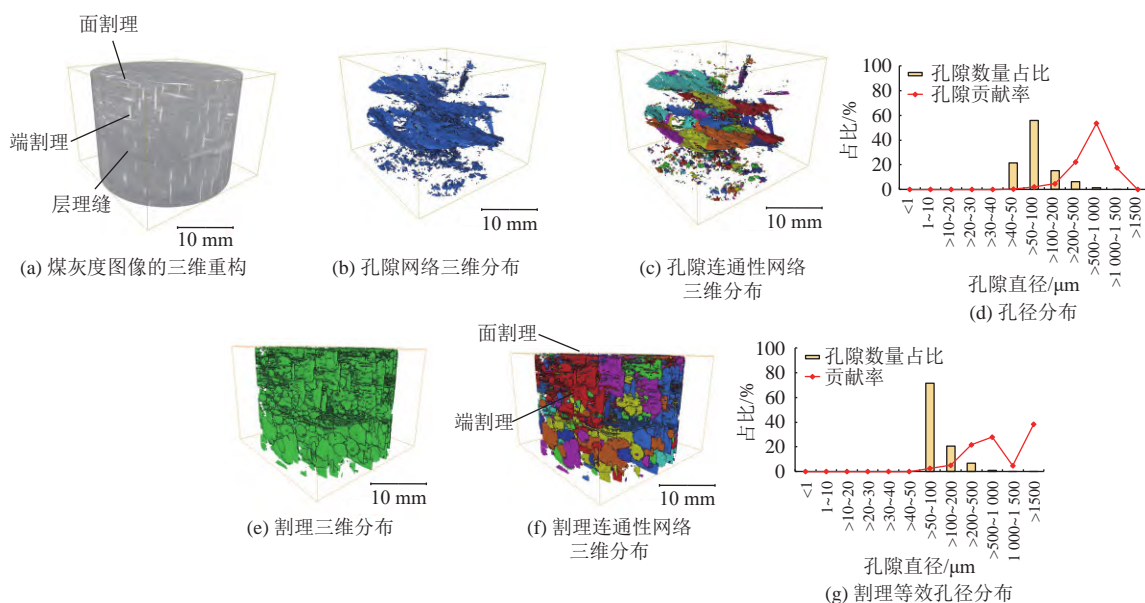 面割理
端割理
层理缝
10 mm
(a) 煤灰度图像的三维重构
10 mm
(b) 孔隙网络三维分布
10 mm
(c) 孔隙连通性网络
三维分布
孔隙数量占比
孔隙贡献率
占比/%
100
80
60
40
20
0
<1
1~10
>10~20
>20~30
>30~40
>40~50
>50~100
>100~200
>200~500
>500~1 000
>1 000~1 500
>1500
孔隙直径/μm
(d) 孔径分布
10 mm
(e) 割理三维分布
面割理
端割理
10 mm
(f) 割理连通性网络
三维分布
孔隙数量占比
贡献率
占比/%
100
80
60
40
20
0
<1
1~10
>10~20
>20~30
>30~40
>40~50
>50~100
>100~200
>200~500
>500~1 000
1 000~1 500
>1500
孔隙直径/μm
(g) 割理等效孔径分布